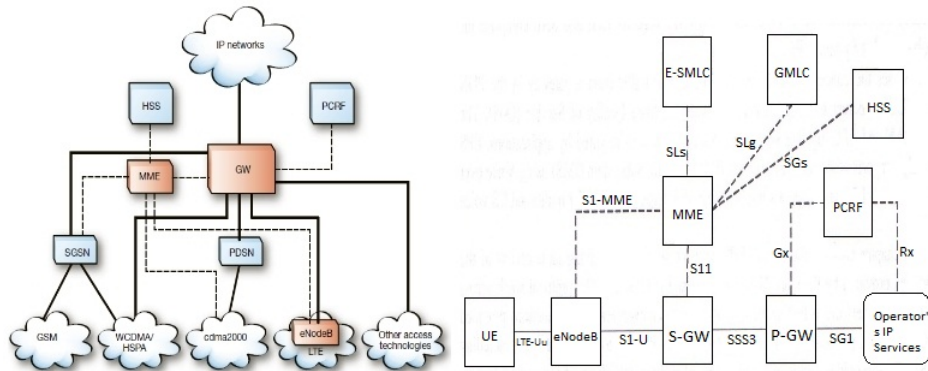 IP networks
HSS
PCRF
MME
GW
SGSN
PDSN
GSM
WCDMA/
HSPA
cdma2000
eNodeB
LTE
Other access
technologies
E-SMLC
GMLC
HSS
SLs
SLg
SGs
S1-MME
MME
PCRF
S11
Gx
Rx
UE
LTE-Uu
eNodeB
S1-U
S-GW
SSS3
P-GW
SG1
Operator'
s IP
Services